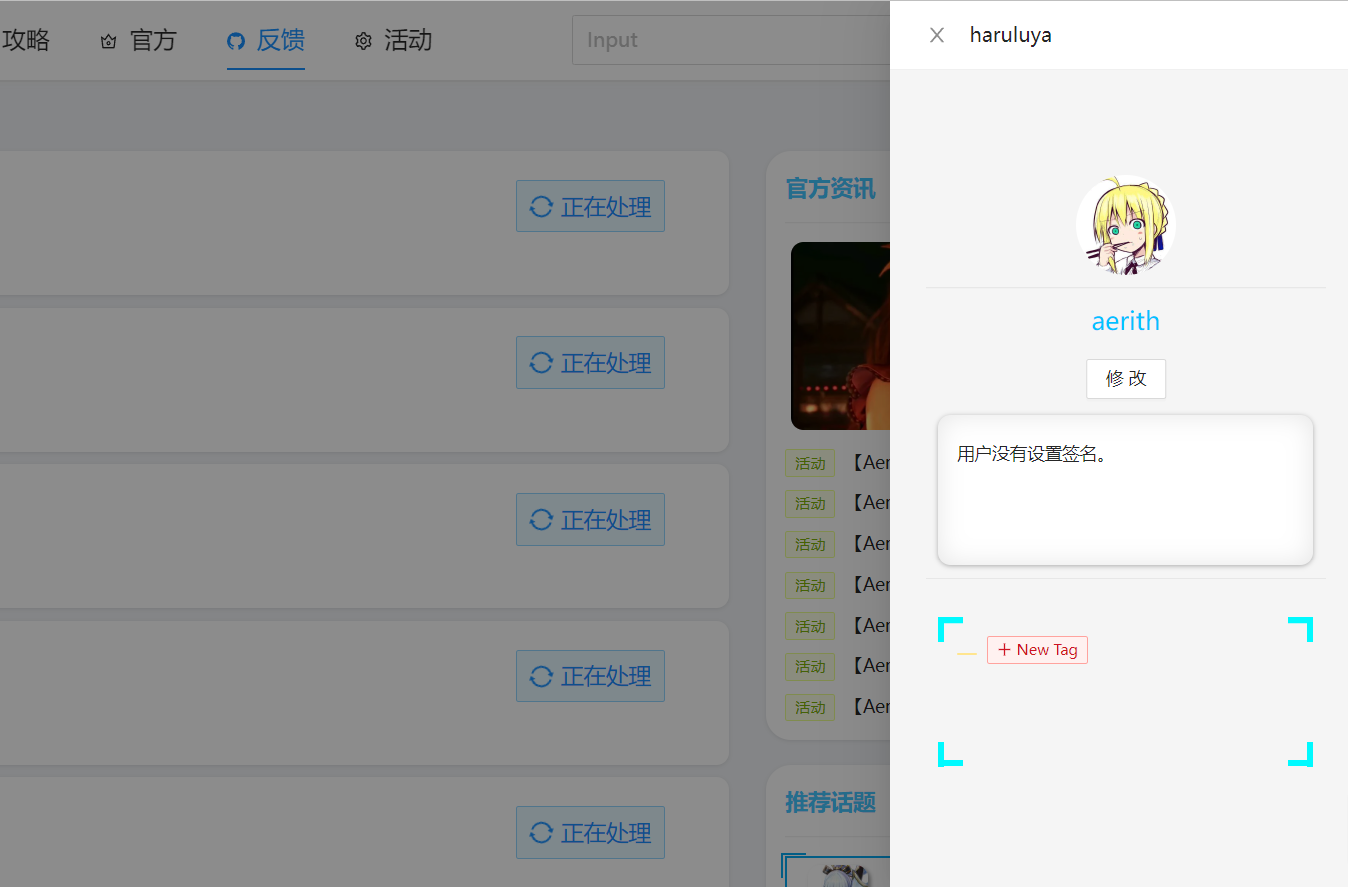 攻略 官方 反馈 活动 Input
正在处理
正在处理
正在处理
正在处理
正在处理
官方资讯
活动 【Aer
活动 【Aer
活动 【Aer
活动 【Aer
活动 【Aer
活动 【Aer
活动 【Aer
推荐话题
haruluya
aerith
修 改
用户没有设置签名。
+ New Tag